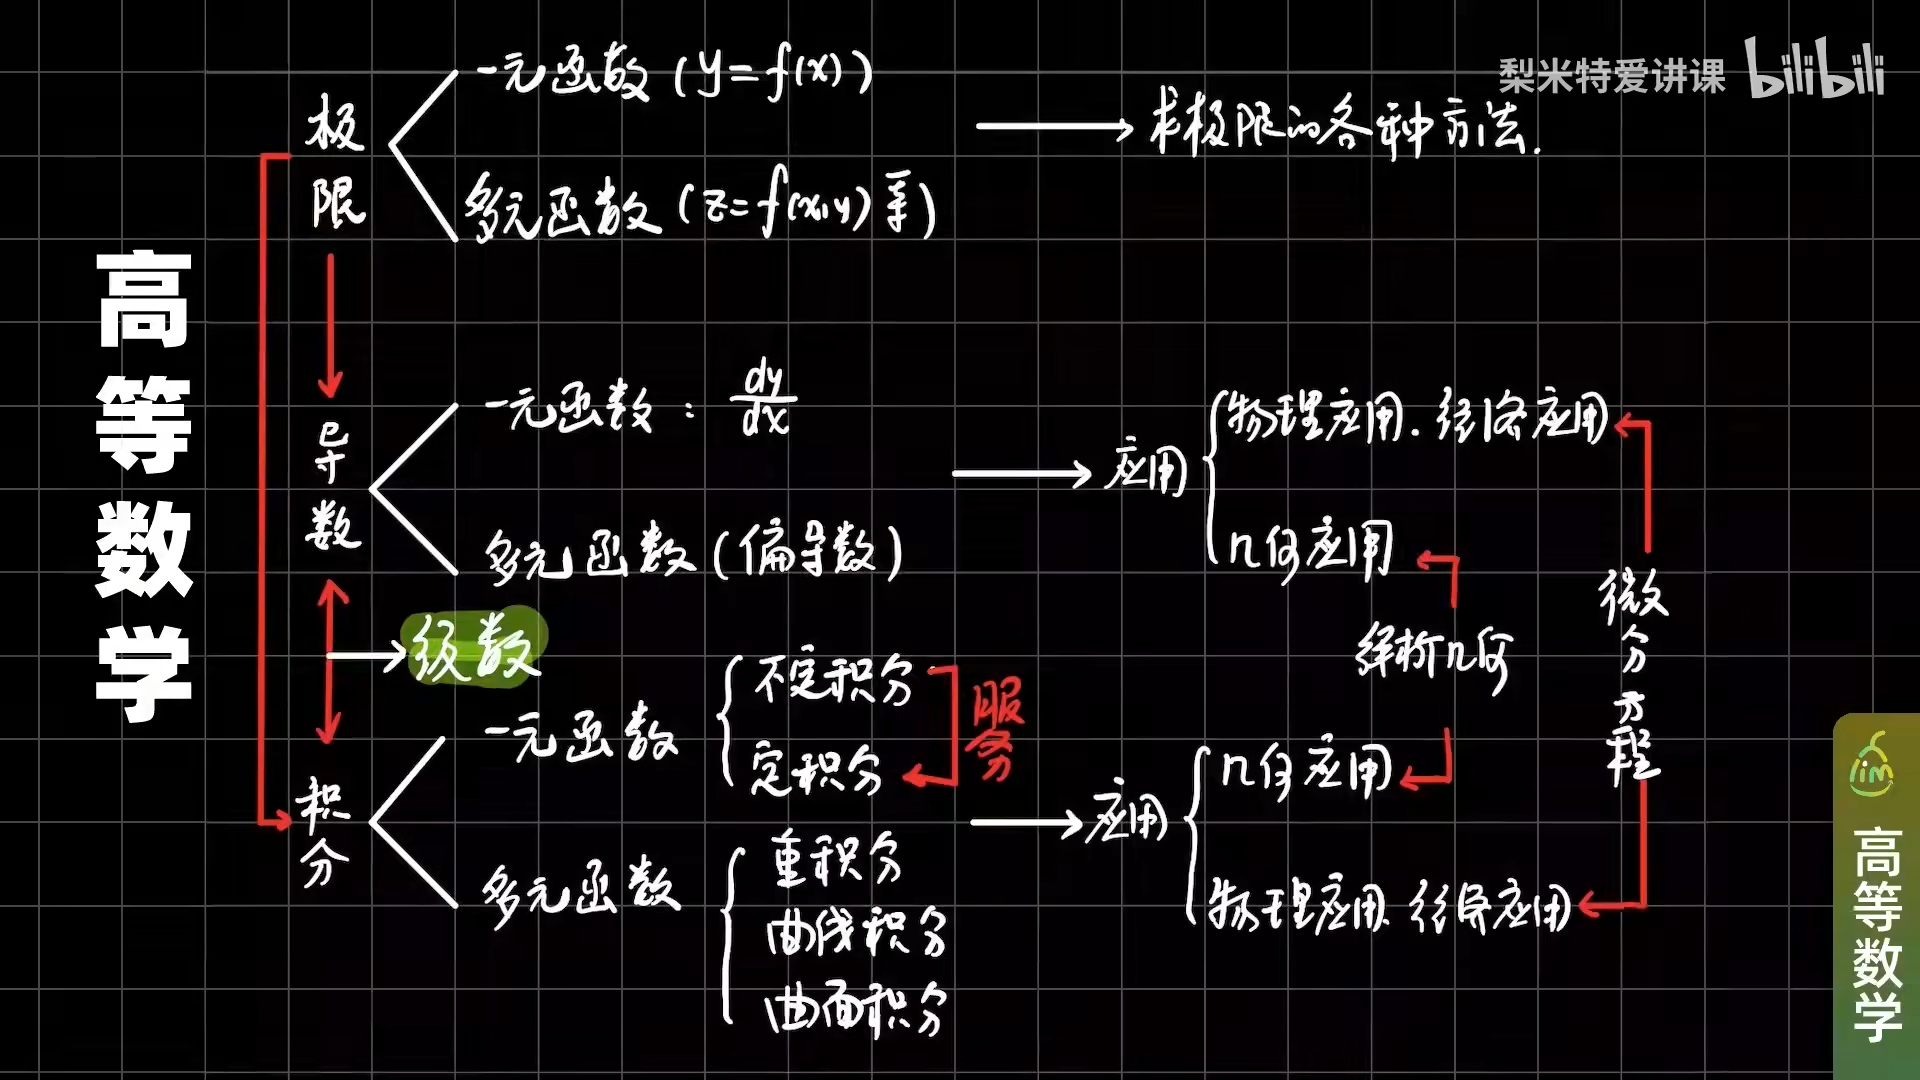 梨米特爱讲课 bilibili
高等数学
极限
一元函数 (y=f(x))
多元函数 (z=f(x,y)等)
求极限的各种方法.
导数
一元函数: dy/dx
多元函数 (偏导数)
应用
物理应用.经济应用
几何应用
级数
解析几何
微分方程
积分
一元函数
不定积分
定积分
服务
多元函数
重积分
曲线积分
曲面积分
应用
几何应用
物理应用 经济应用
lim
高等数学